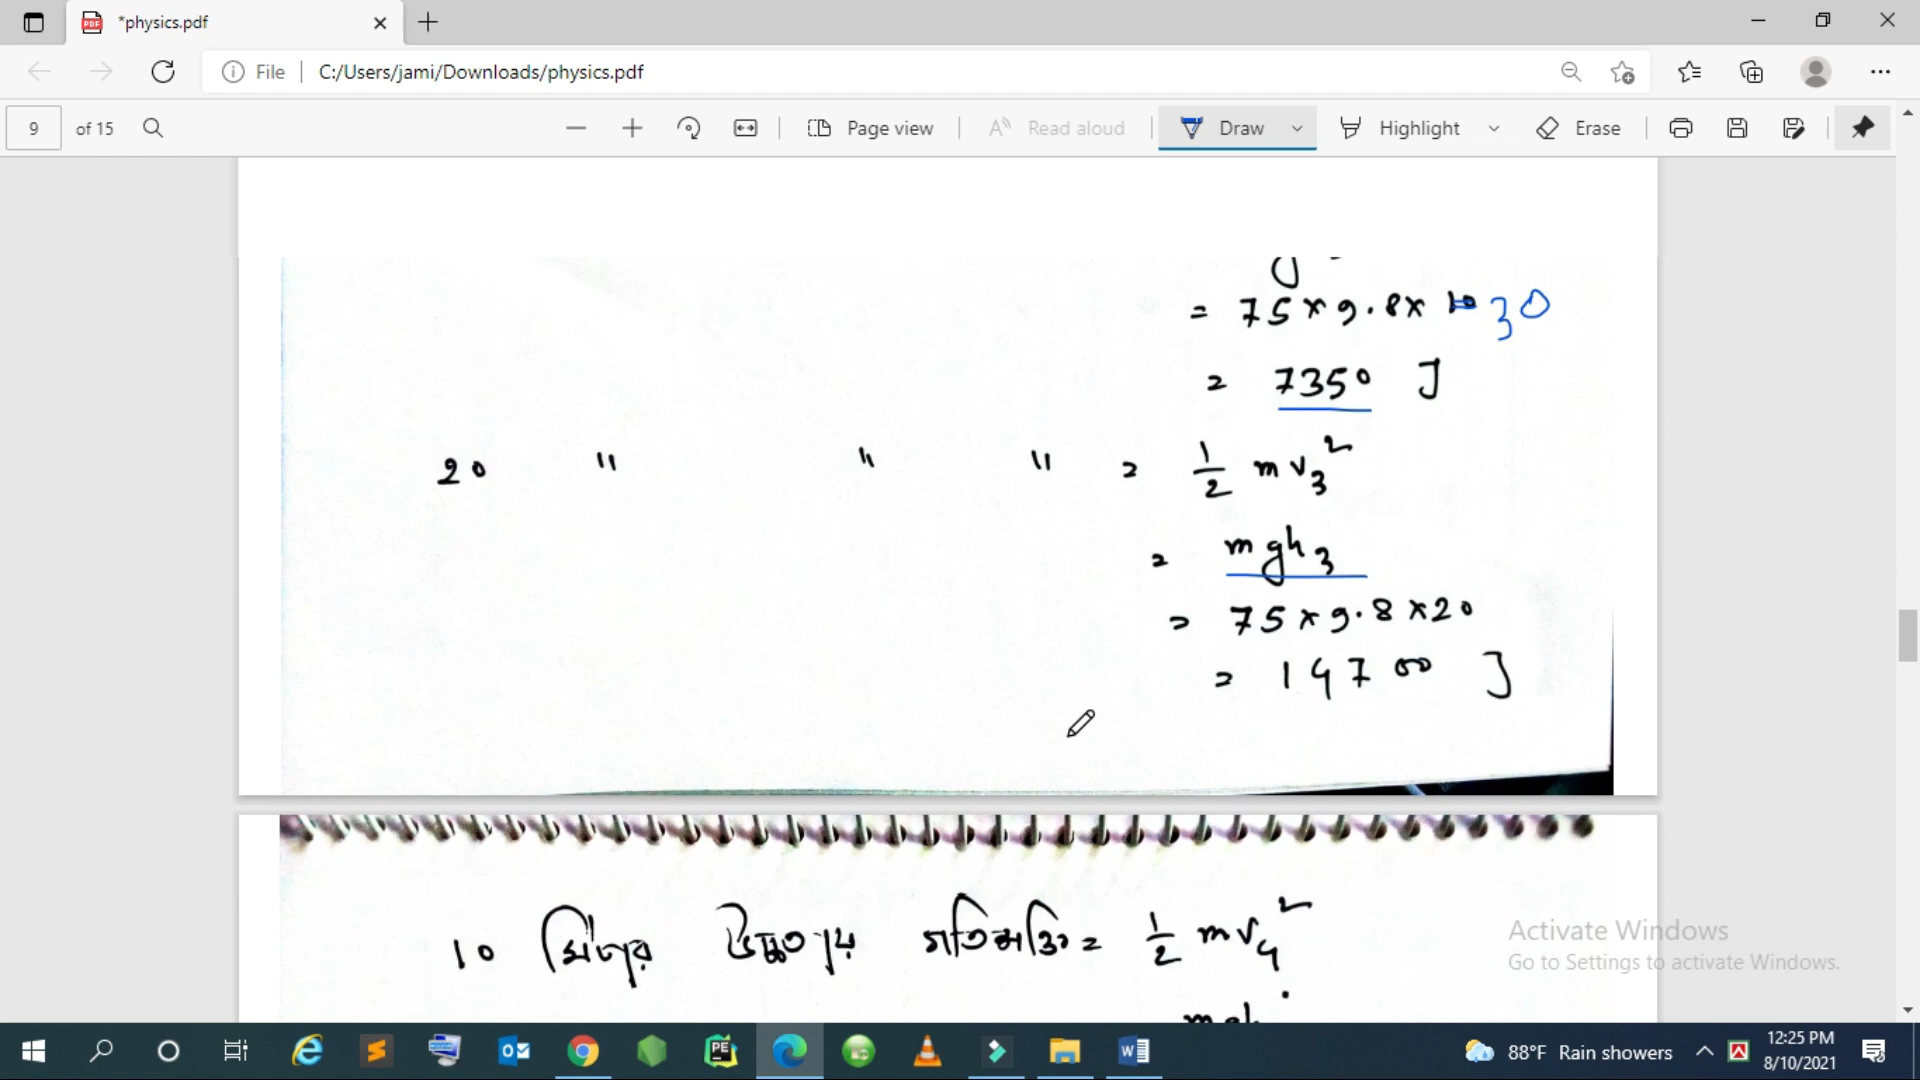 *physics.pdf
File
C:/Users/jami/Downloads/physics.pdf
9 of 15
Page view
Read aloud
Draw
Highlight
Erase
= 75 × 9.8 × 10 30
= 7350 J
20 " " " = 1/2 mv₃²
= mgh₃
= 75 × 9.8 × 20
= 14700 J
10 মিটার উচ্চতায় গতিশক্তি = 1/2 mv₄²
Activate Windows
Go to Settings to activate Windows.
88°F Rain showers
12:25 PM
8/10/2021